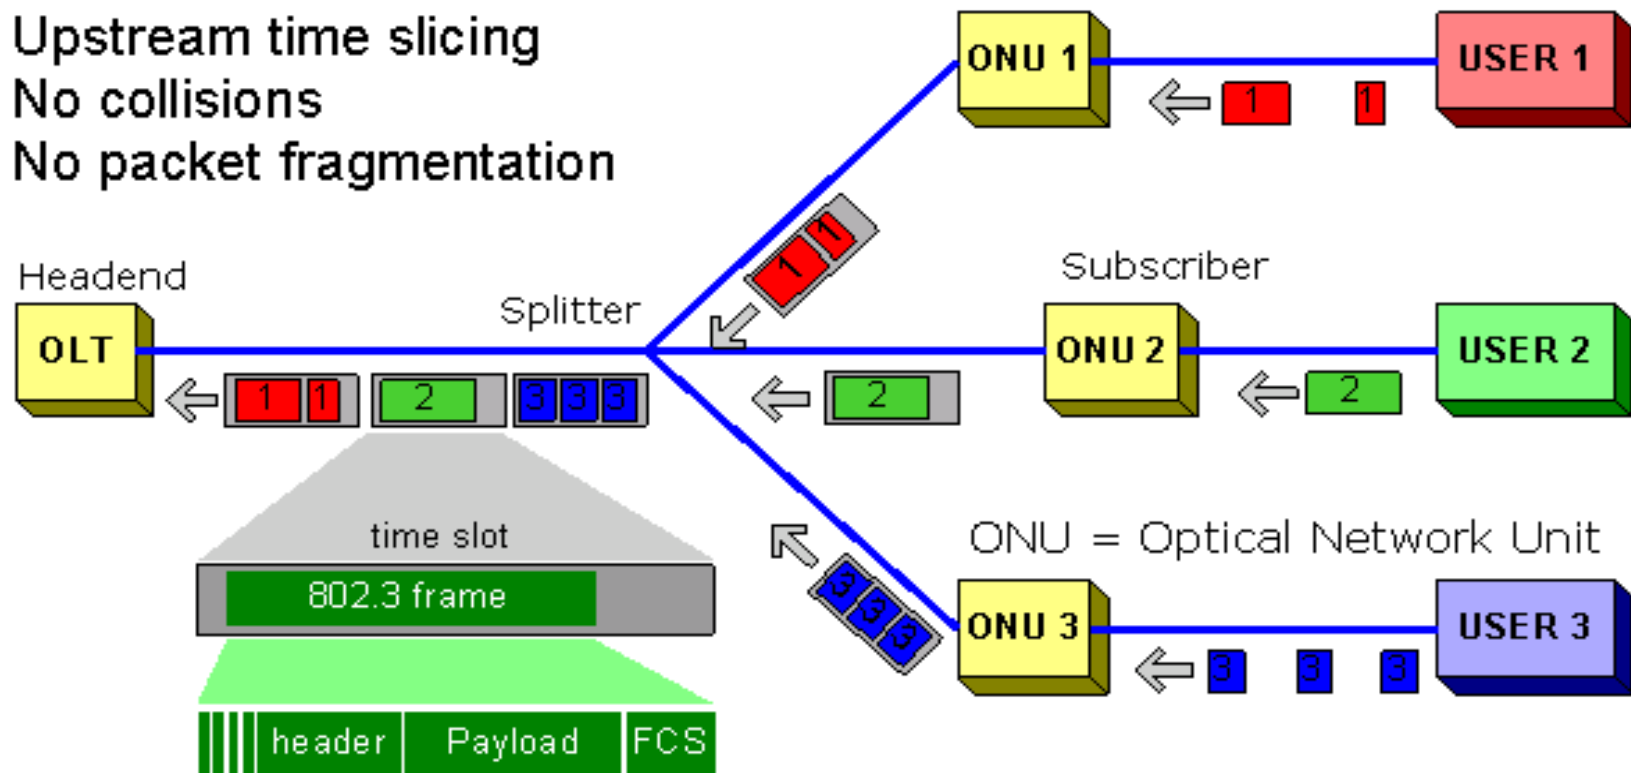 Upstream time slicing
No collisions
No packet fragmentation
ONU 1
USER 1
1
1
1
1
Headend
Splitter
Subscriber
OLT
ONU 2
USER 2
1
1
2
3
3
3
2
2
time slot
802.3 frame
header
Payload
FCS
ONU = Optical Network Unit
3
3
3
ONU 3
USER 3
3
3
3